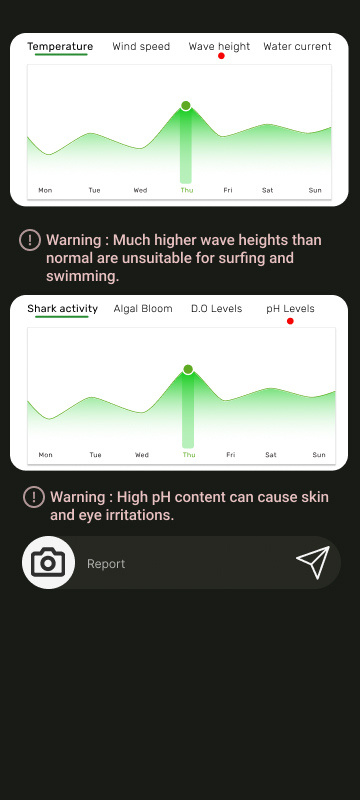 Temperature Wind speed Wave height Water current
Mon Tue Wed Thu Fri Sat Sun
Warning : Much higher wave heights than
normal are unsuitable for surfing and
swimming.
Shark activity Algal Bloom D.O Levels pH Levels
Mon Tue Wed Thu Fri Sat Sun
Warning : High pH content can cause skin
and eye irritations.
Report